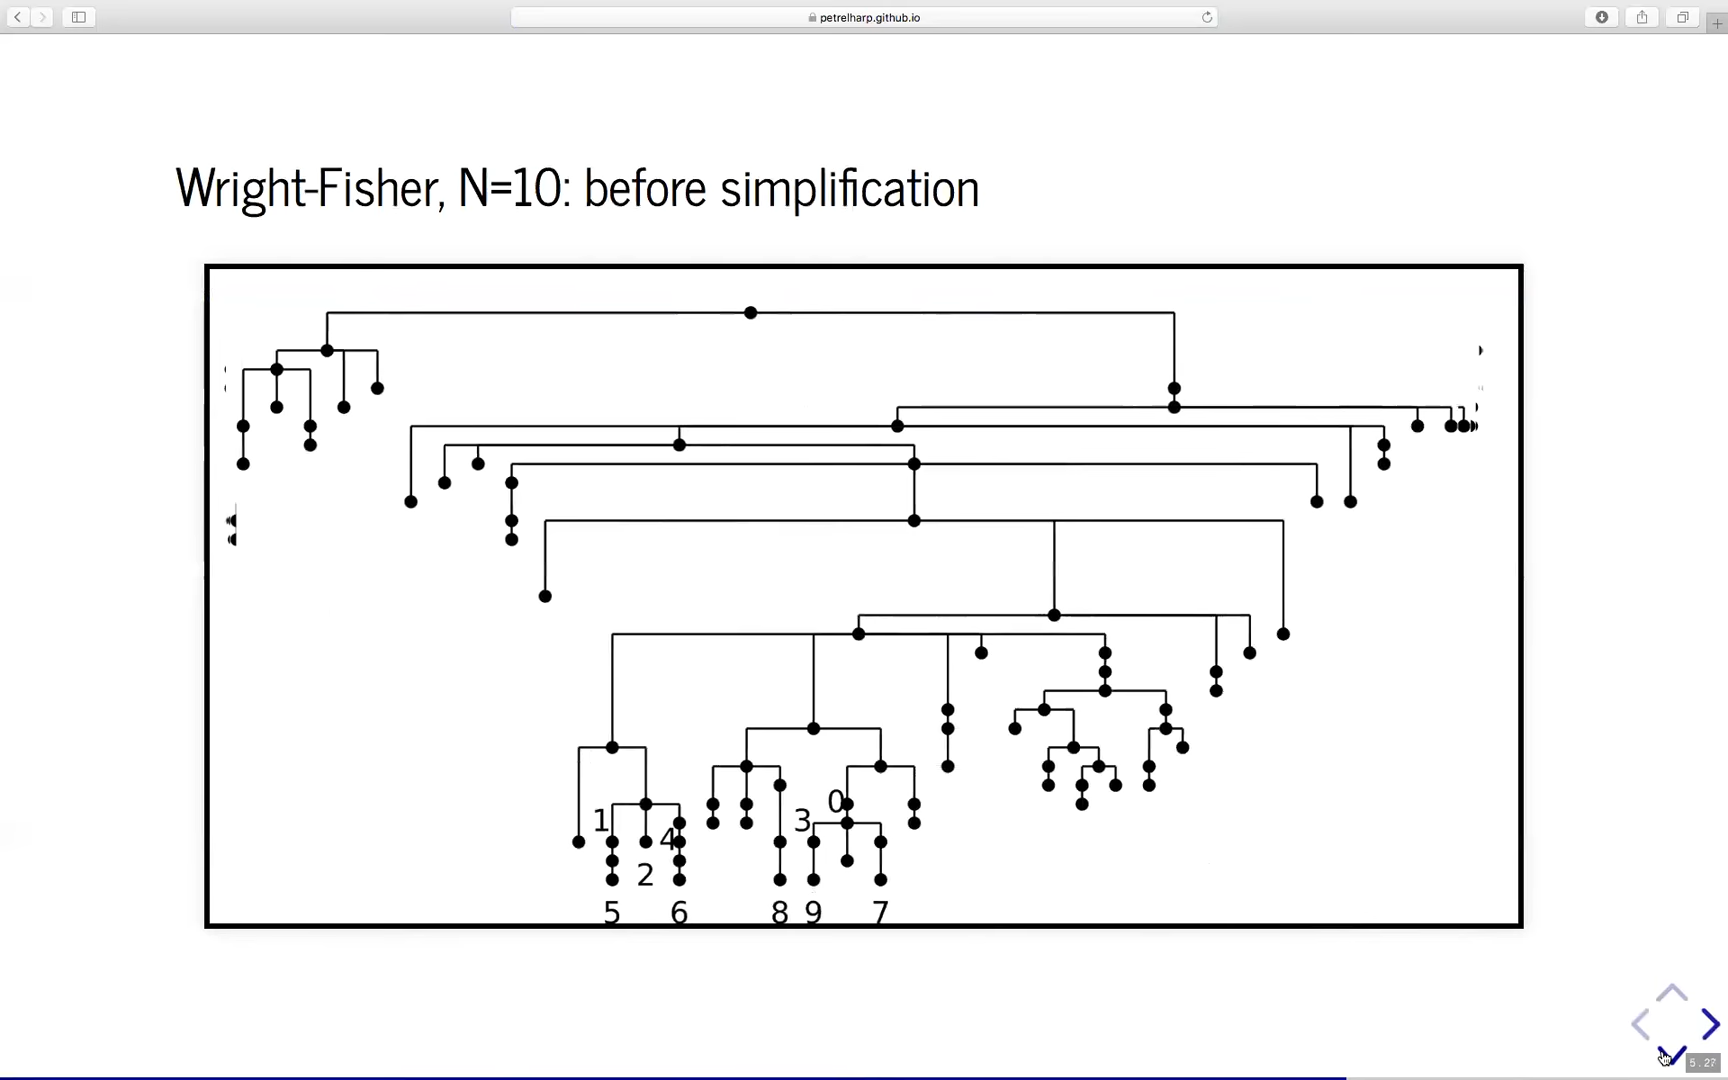 petrelharp.github.io
Wright-Fisher, N=10: before simplification
0
1 3
4
2
5 6 8 9 7
5.27